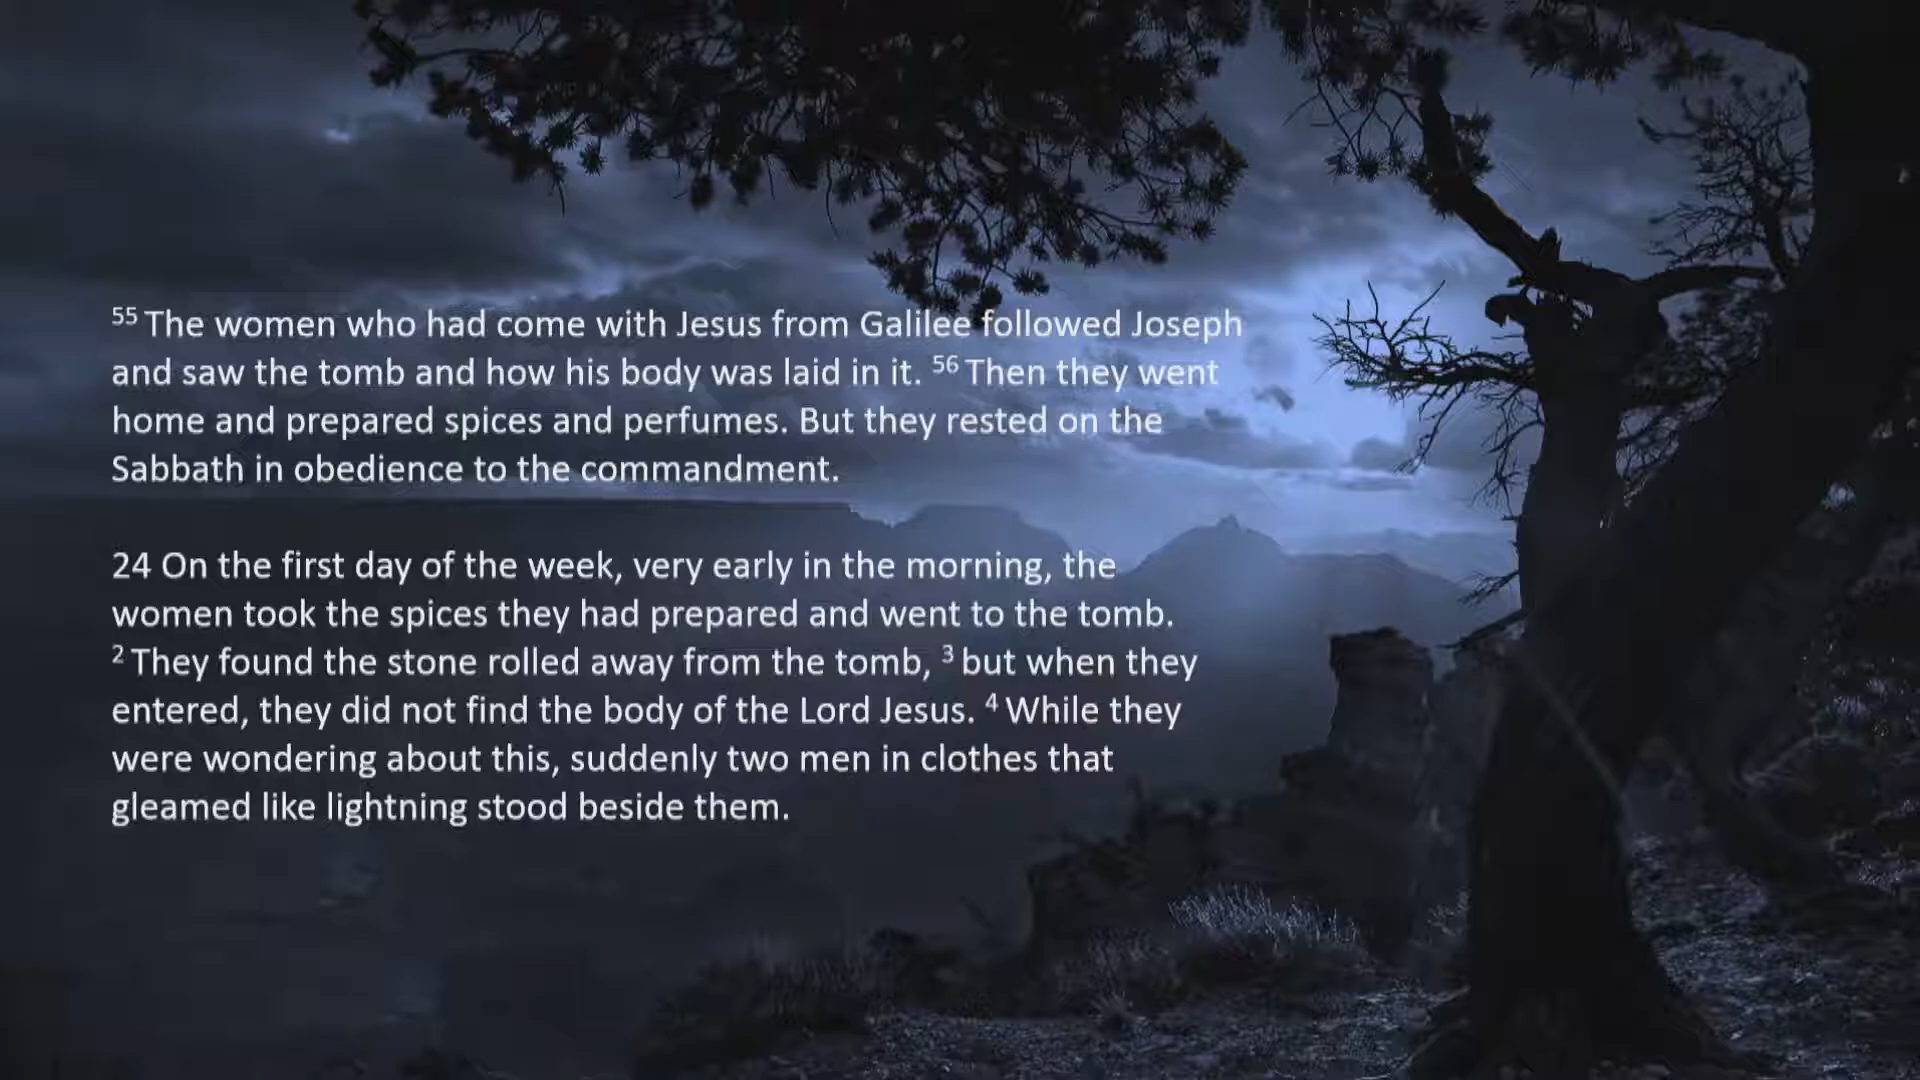 55 The women who had come with Jesus from Galilee followed Joseph
and saw the tomb and how his body was laid in it. 56 Then they went
home and prepared spices and perfumes. But they rested on the
Sabbath in obedience to the commandment.
24 On the first day of the week, very early in the morning, the
women took the spices they had prepared and went to the tomb.
2 They found the stone rolled away from the tomb, 3 but when they
entered, they did not find the body of the Lord Jesus. 4 While they
were wondering about this, suddenly two men in clothes that
gleamed like lightning stood beside them.